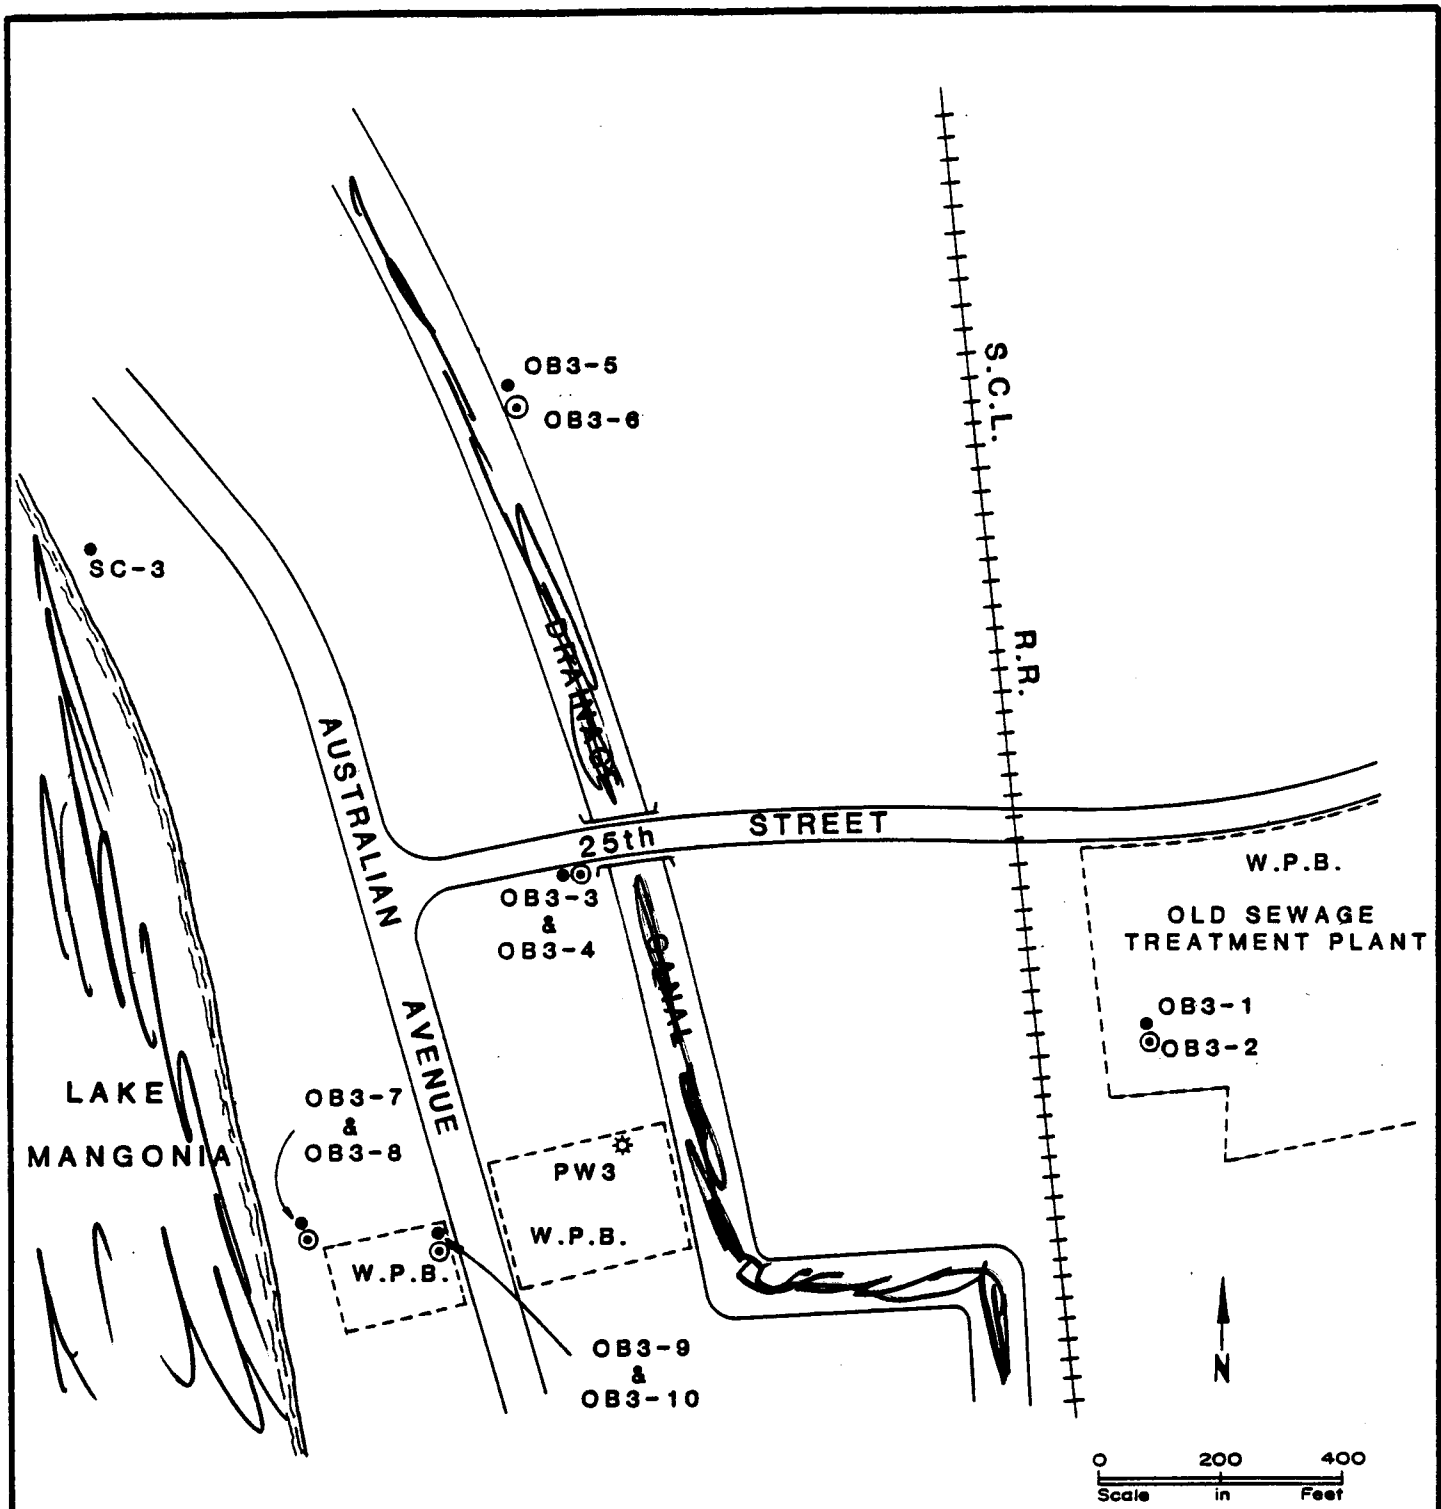 OB3-5
OB3-6
S.C.L.
R.R.
SC-3
DRAINAGE
AUSTRALIAN
AVENUE
25th STREET
OB3-3
&
OB3-4
CANAL
W.P.B.
OLD SEWAGE
TREATMENT PLANT
OB3-1
OB3-2
LAKE
MANGONIA
OB3-7
&
OB3-8
PW3
W.P.B.
W.P.B.
OB3-9
&
OB3-10
N
0 200 400
Scale in Feet